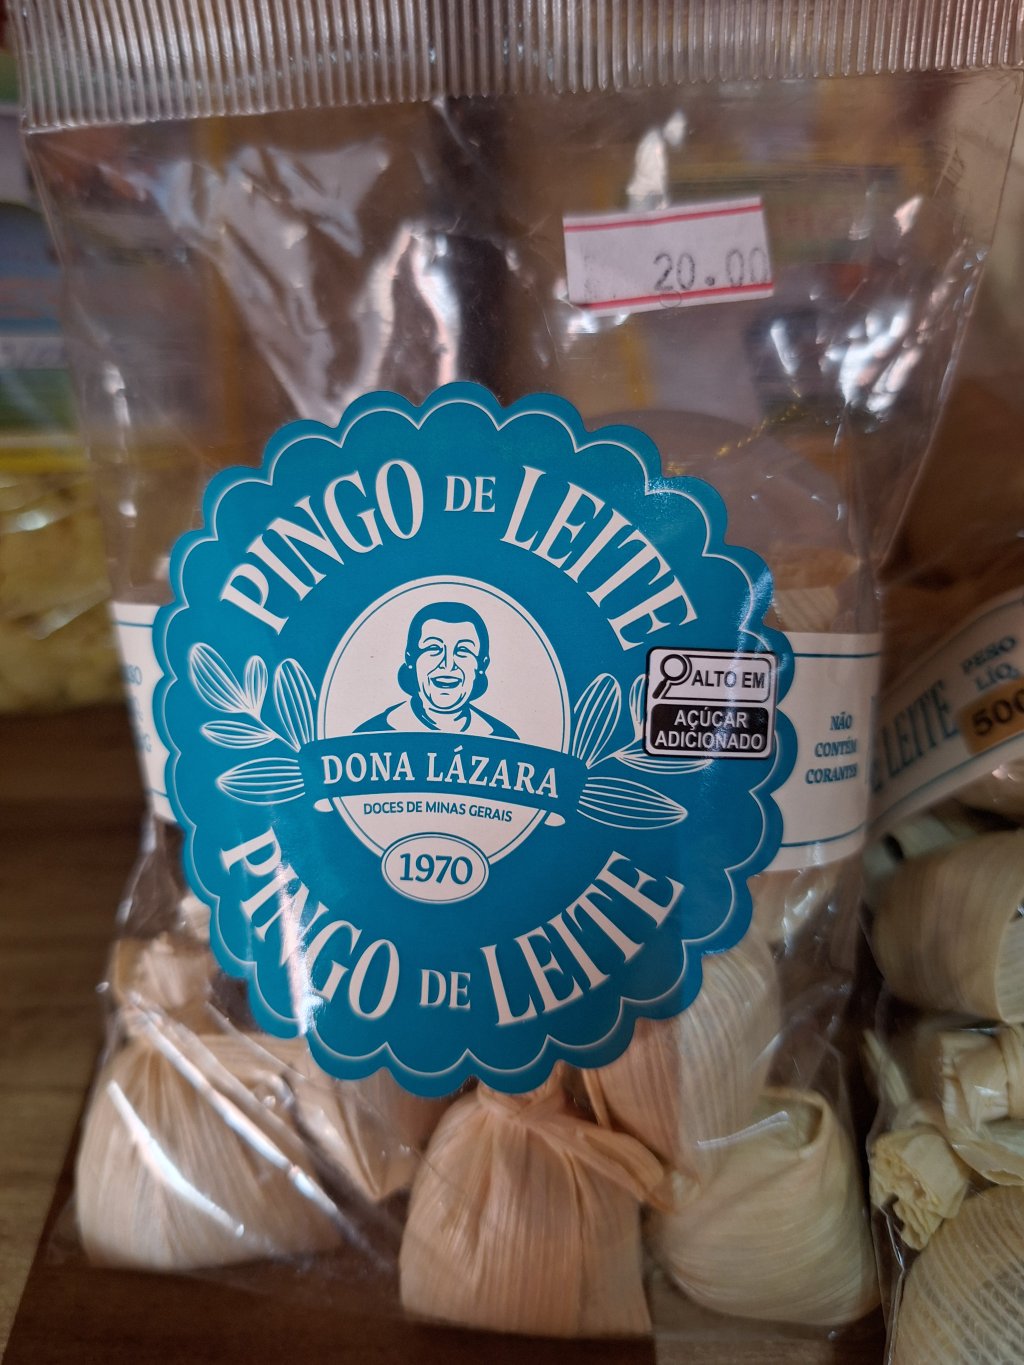 20.00
PINGO DE LEITE
ALTO EM
AÇÚCAR
ADICIONADO
DONA LÁZARA
DOCES DE MINAS GERAIS
1970
PINGO DE LEITE
NÃO
CONTÉM
CORANTES
LEITE
PESO
LÍQ.
500